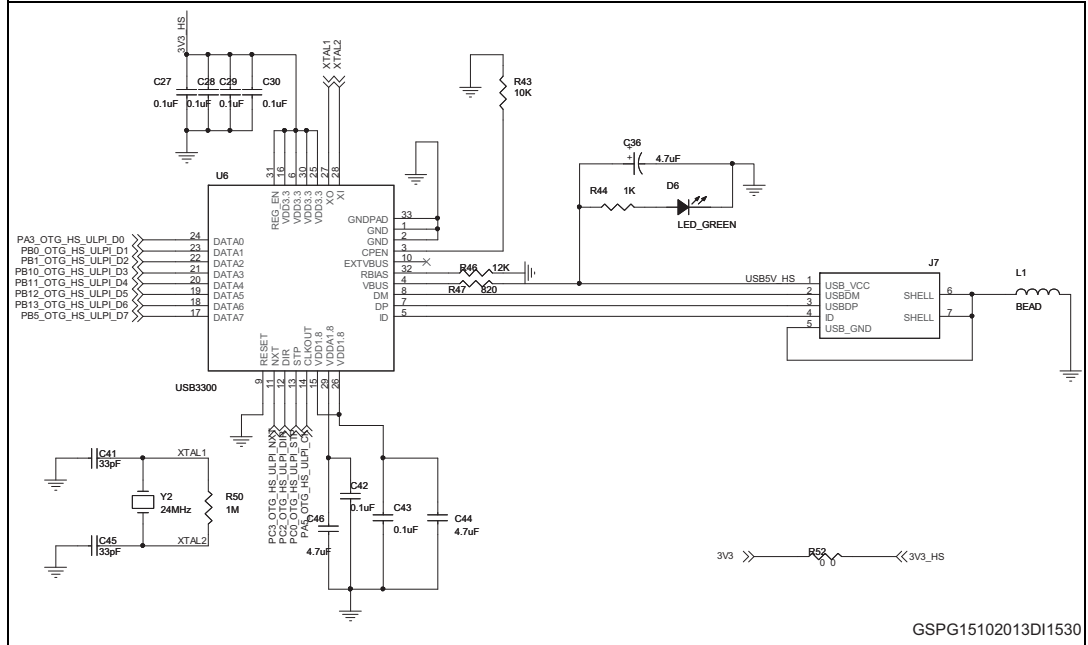 3V3_HS
XTAL1
XTAL2
C27
C28
C29
C30
0.1uF
0.1uF
0.1uF
0.1uF
R43
10K
C36
+
4.7uF
R44
1K
D6
LED_GREEN
U6
31
16
6
30
25
27
28
REG_EN
VDD3.3
VDD3.3
VDD3.3
VDD3.3
XO
XI
PA3_OTG_HS_ULPI_D0
24
DATA0
PB0_OTG_HS_ULPI_D1
23
DATA1
PB1_OTG_HS_ULPI_D2
22
DATA2
PB10_OTG_HS_ULPI_D3
21
DATA3
PB11_OTG_HS_ULPI_D4
20
DATA4
PB12_OTG_HS_ULPI_D5
19
DATA5
PB13_OTG_HS_ULPI_D6
18
DATA6
PB5_OTG_HS_ULPI_D7
17
DATA7
GNDPAD
33
GND
1
GND
2
CPEN
3
EXTVBUS
10
RBIAS
32
VBUS
4
DM
8
DP
7
ID
5
R46
12K
R47
820
USB5V_HS
J7
1
USB_VCC
2
USBDM
3
USBDP
4
ID
5
USB_GND
SHELL
6
SHELL
7
L1
BEAD
RESET
NXT
DIR
STP
CLKOUT
VDD1.8
VDDA1.8
VDD1.8
9
11
12
13
14
15
29
26
USB3300
PC3_OTG_HS_ULPI_NXT
PC2_OTG_HS_ULPI_DIR
PC0_OTG_HS_ULPI_STP
C41
33pF
XTAL1
Y2
24MHz
R50
1M
C45
33pF
XTAL2
C42
0.1uF
C46
4.7uF
C43
0.1uF
C44
4.7uF
3V3
R52
0 0
3V3_HS
GSPG15102013DI1530